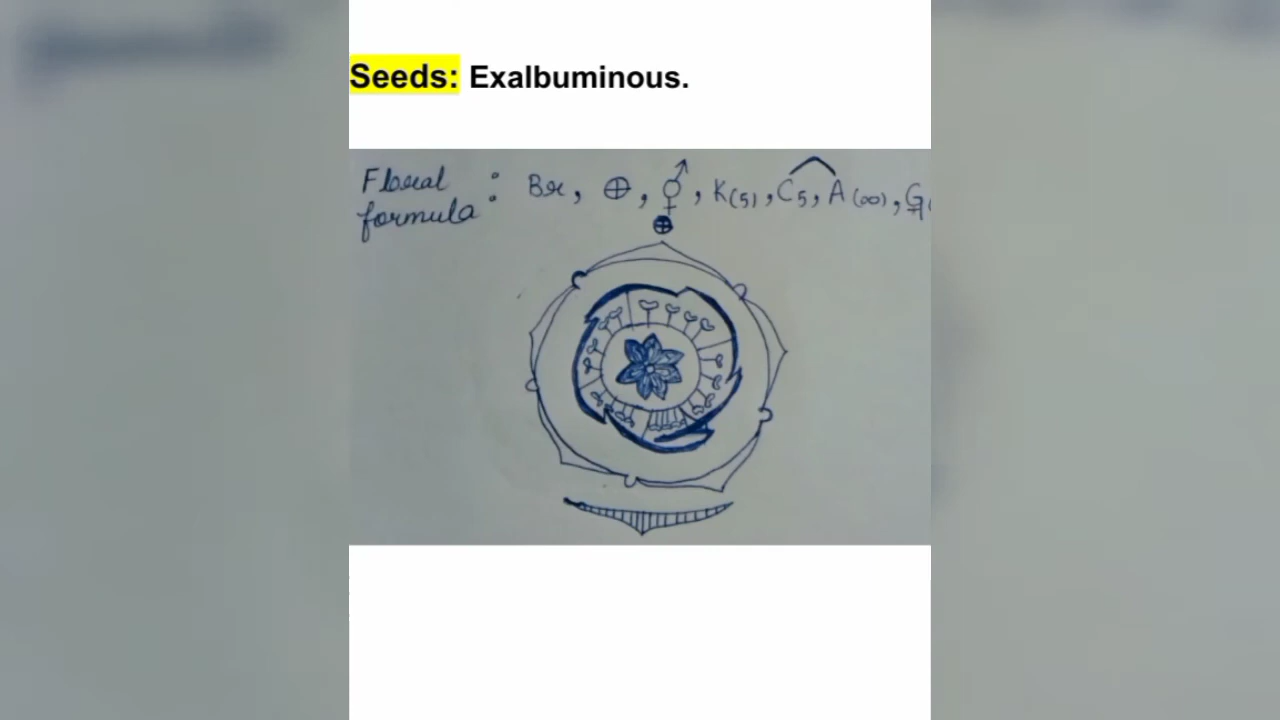 Seeds: Exalbuminous.
Floral : Br, ⊕, ⚥, K(5), C5, A(∞), G(
formula